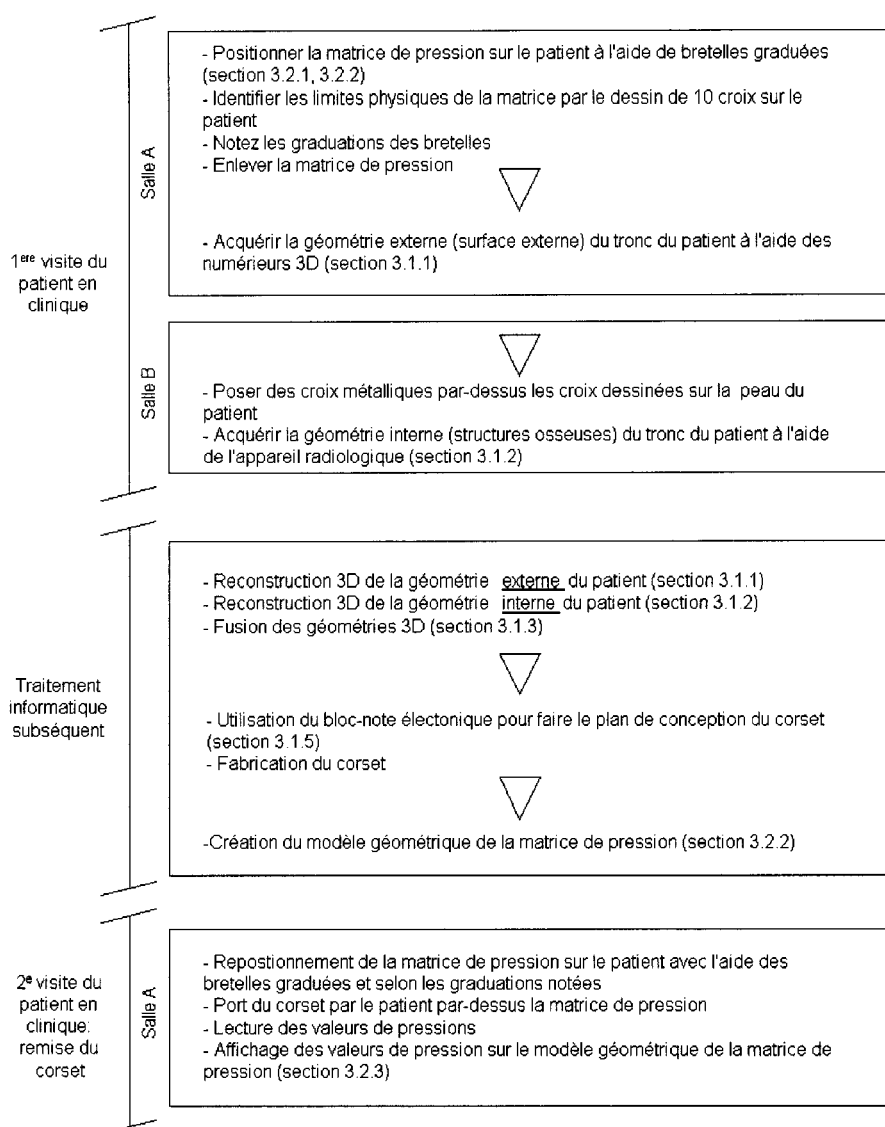 - Positionner la matrice de pression sur le patient à l'aide de bretelles graduées
(section 3.2.1, 3.2.2)
- Identifier les limites physiques de la matrice par le dessin de 10 croix sur le
patient
- Notez les graduations des bretelles
- Enlever la matrice de pression
Salle A
- Acquérir la géométrie externe (surface externe) du tronc du patient à l'aide des
numérieurs 3D (section 3.1.1)
1ere visite du
patient en
clinique
Salle B
- Poser des croix métalliques par-dessus les croix dessinées sur la peau du
patient
- Acquérir la géométrie interne (structures osseuses) du tronc du patient à l'aide
de l'appareil radiologique (section 3.1.2)
- Reconstruction 3D de la géométrie externe du patient (section 3.1.1)
- Reconstruction 3D de la géométrie interne du patient (section 3.1.2)
- Fusion des géométries 3D (section 3.1.3)
Traitement
informatique
subséquent
- Utilisation du bloc-note électonique pour faire le plan de conception du corset
(section 3.1.5)
- Fabrication du corset
-Création du modèle géométrique de la matrice de pression (section 3.2.2)
2e visite du
patient en
clinique:
remise du
corset
Salle A
- Repostionnement de la matrice de pression sur le patient avec l'aide des
bretelles graduées et selon les graduations notées
- Port du corset par le patient par-dessus la matrice de pression
- Lecture des valeurs de pressions
- Affichage des valeurs de pression sur le modèle géométrique de la matrice de
pression (section 3.2.3)